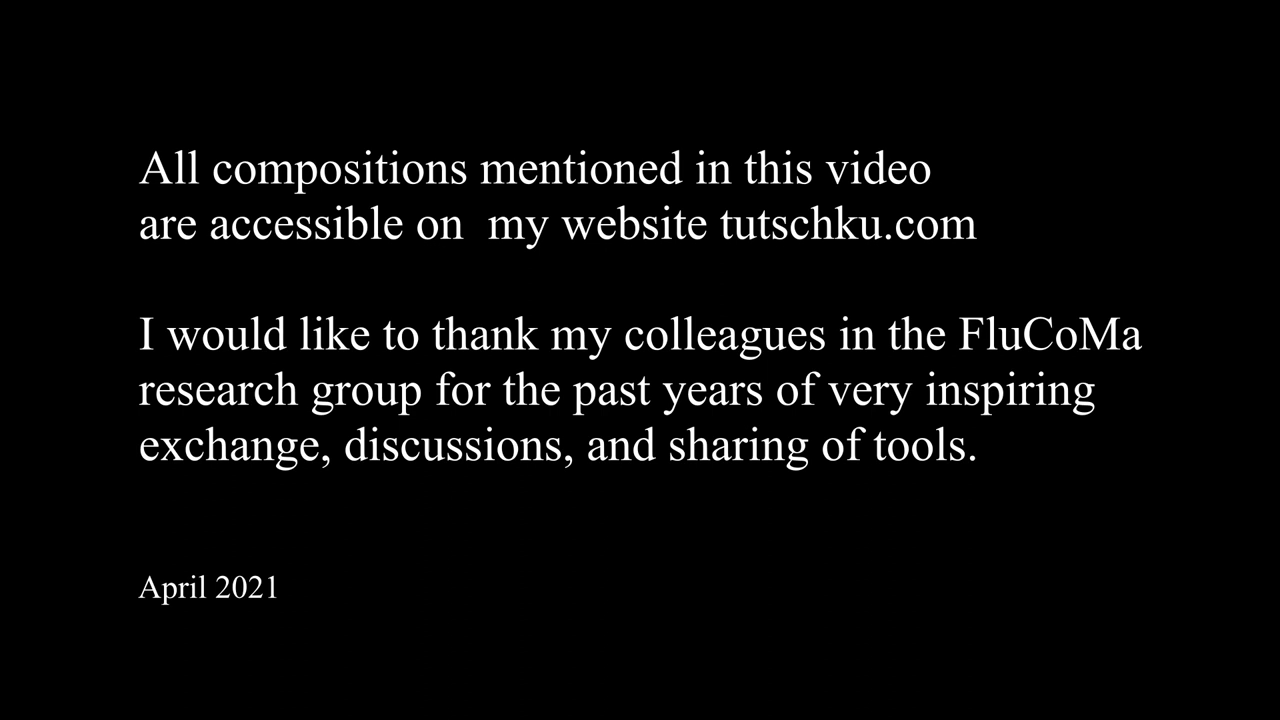 All compositions mentioned in this video
are accessible on  my website tutschku.com
I would like to thank my colleagues in the FluCoMa
research group for the past years of very inspiring
exchange, discussions, and sharing of tools.
April 2021